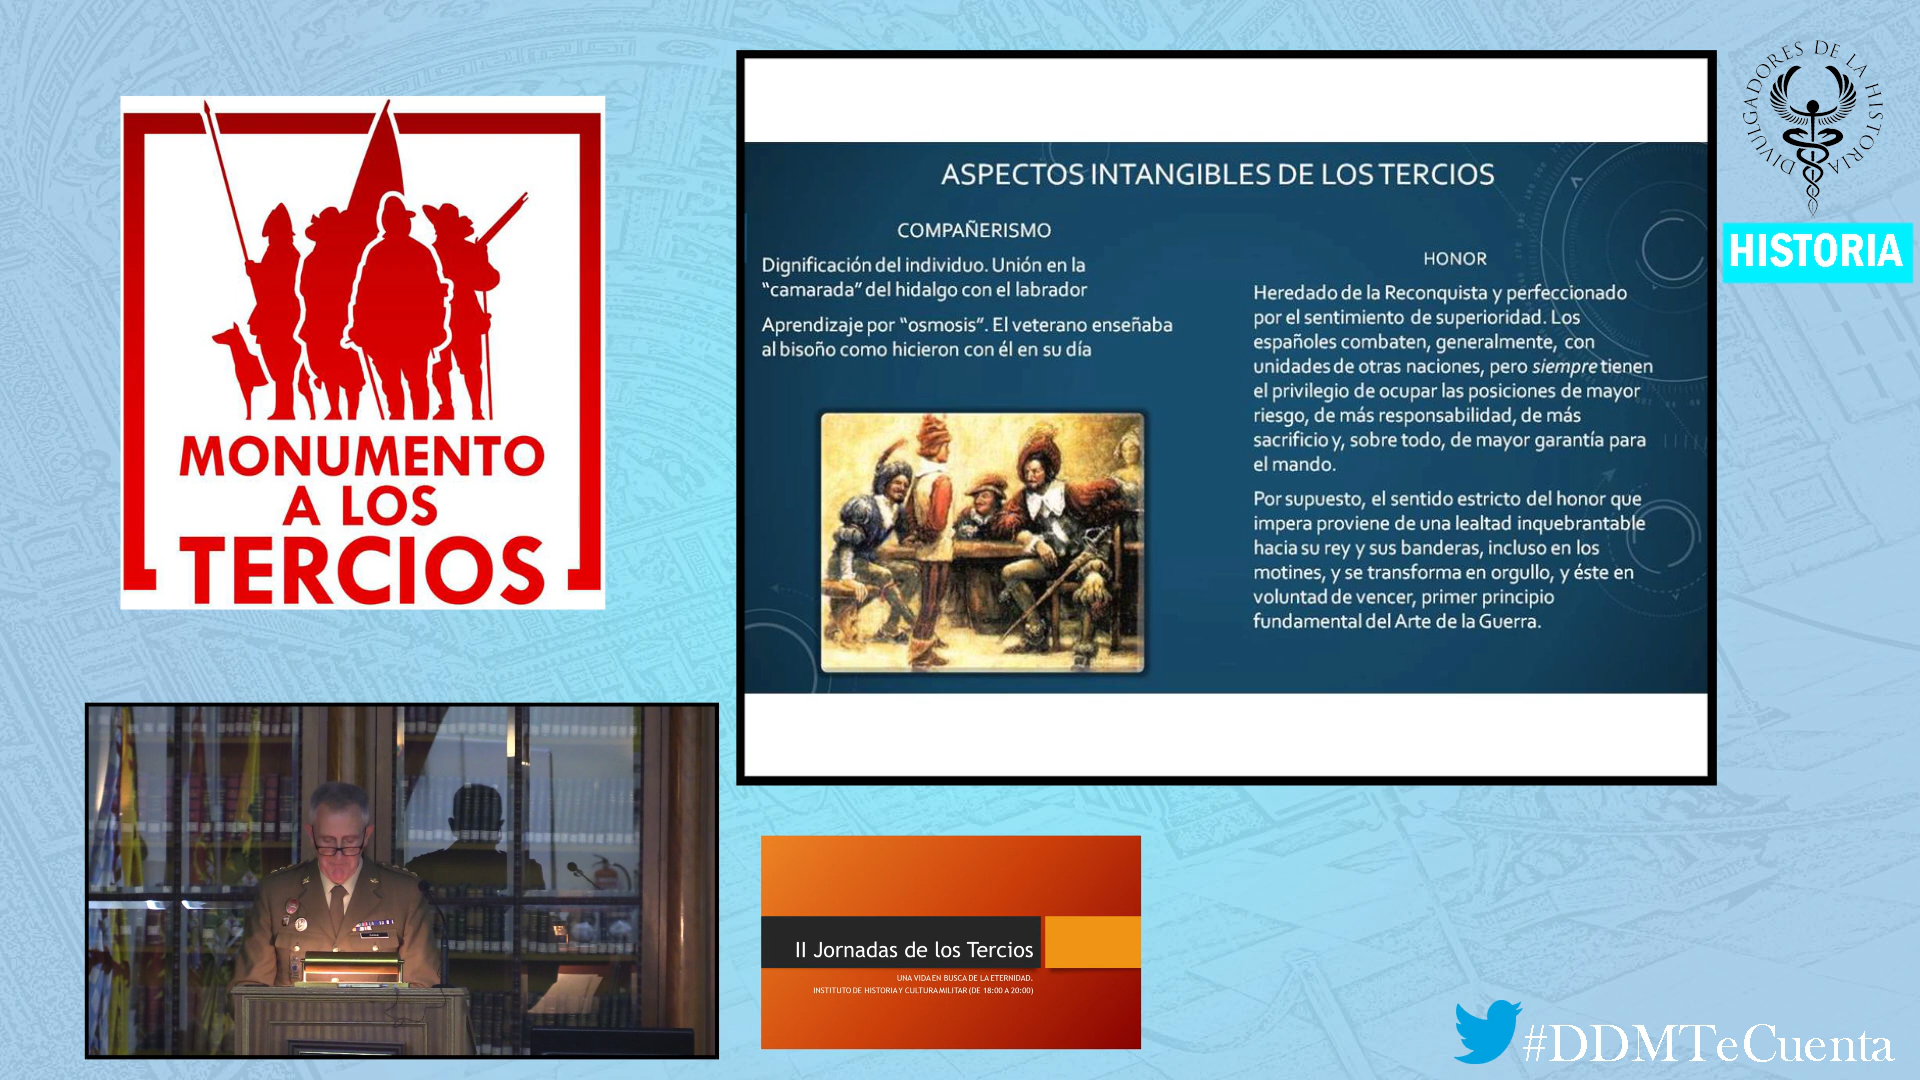 MONUMENTO
A LOS
TERCIOS
ASPECTOS INTANGIBLES DE LOS TERCIOS
COMPAÑERISMO
Dignificación del individuo. Unión en la
“camarada” del hidalgo con el labrador
Aprendizaje por “osmosis”. El veterano enseñaba
al bisoño como hicieron con él en su día
HONOR
Heredado de la Reconquista y perfeccionado
por el sentimiento de superioridad. Los
españoles combaten, generalmente, con
unidades de otras naciones, pero siempre tienen
el privilegio de ocupar las posiciones de mayor
riesgo, de más responsabilidad, de más
sacrificio y, sobre todo, de mayor garantía para
el mando.
Por supuesto, el sentido estricto del honor que
impera proviene de una lealtad inquebrantable
hacia su rey y sus banderas, incluso en los
motines, y se transforma en orgullo, y éste en
voluntad de vencer, primer principio
fundamental del Arte de la Guerra.
DIVULGADORES DE LA HISTORIA
HISTORIA
II Jornadas de los Tercios
UNA VIDA EN BUSCA DE LA ETERNIDAD.
INSTITUTO DE HISTORIA Y CULTURA MILITAR (DE 18:00 A 20:00)
#DDMTeCuenta